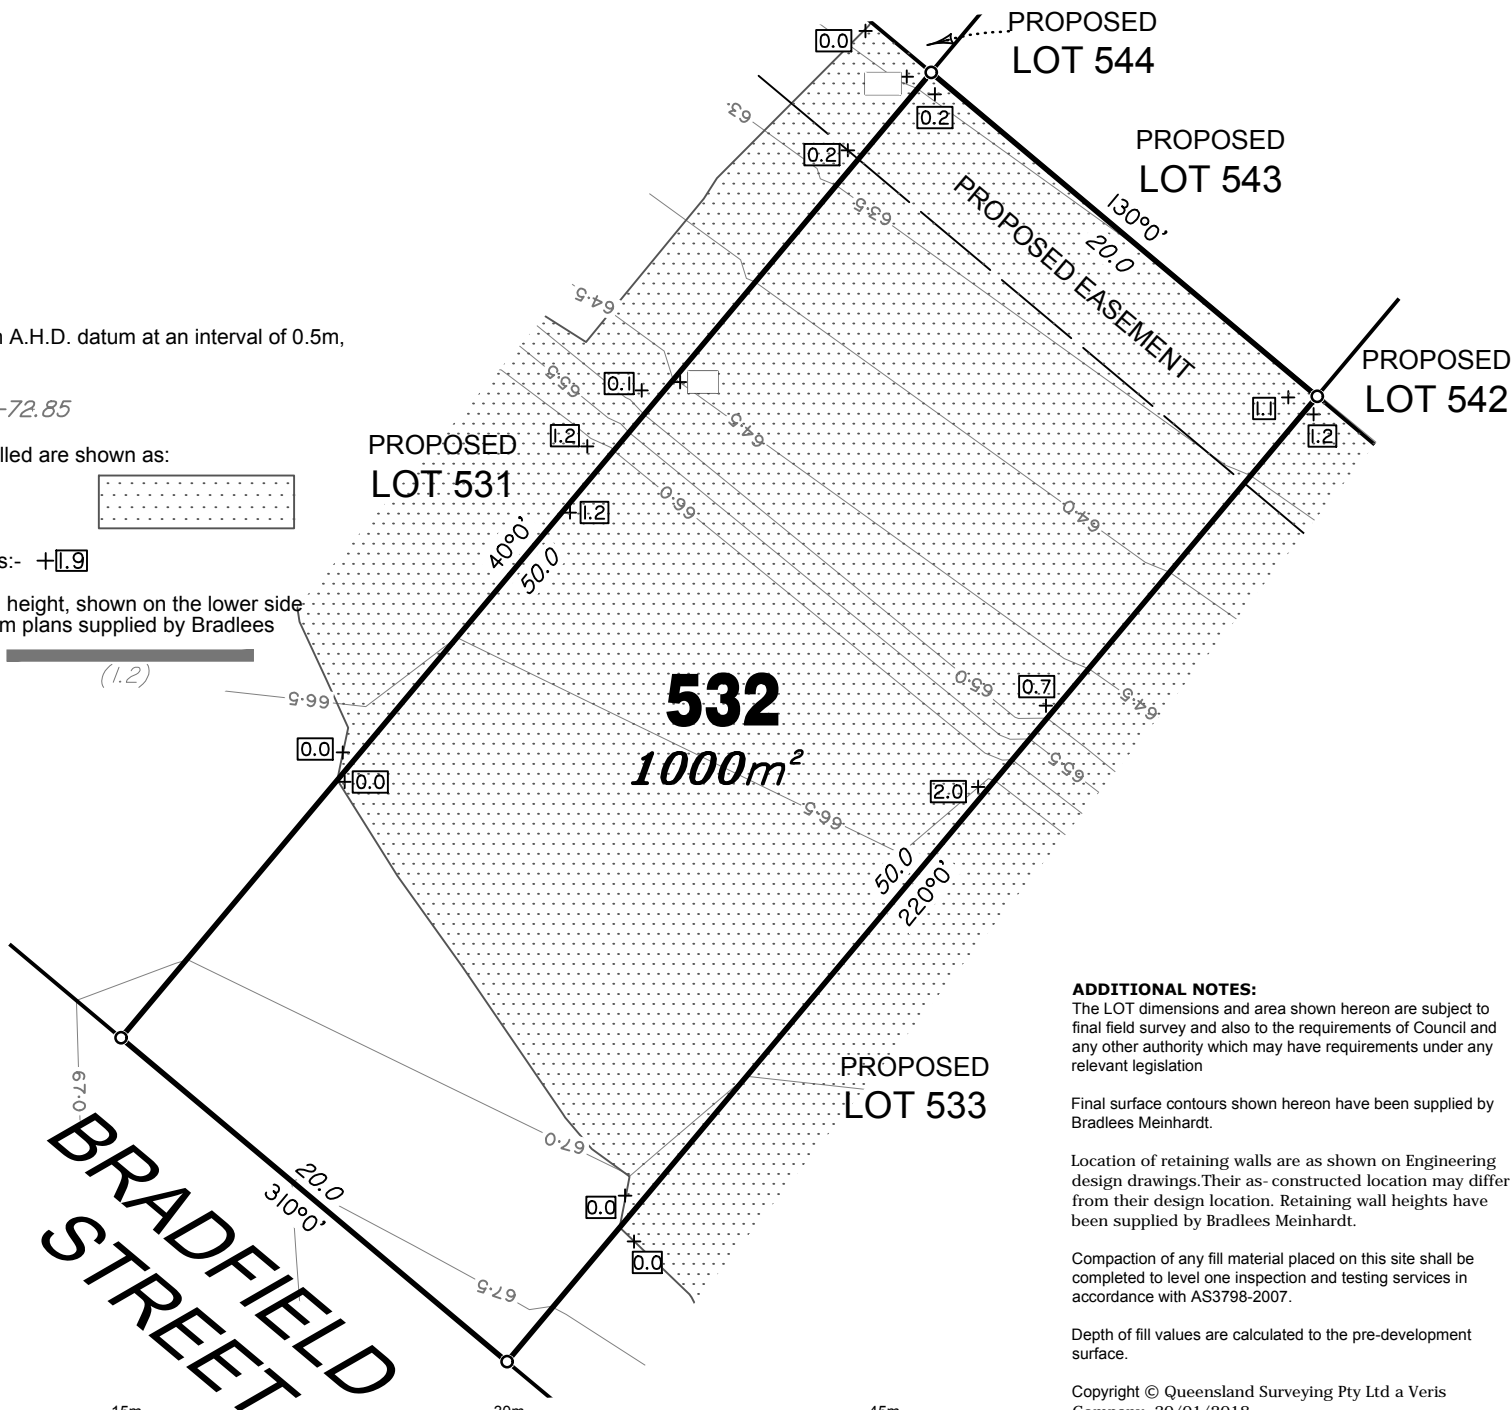 PROPOSED
LOT 544
0.0
0.2
PROPOSED
LOT 543
63
0.2
63.5
PROPOSED EASEMENT
130°0'
20.0
64.5
n A.H.D. datum at an interval of 0.5m,
PROPOSED
LOT 542
65.5
0.1
1.1
1.2
-72.85
64.5
1.2
PROPOSED
LOT 531
lled are shown as:
66.0
64.0
1.2
40°0'
50.0
s:- +1.9
height, shown on the lower side
m plans supplied by Bradlees
(1.2)
66.5
65.0
0.7
64.5
532
1000m²
0.0
0.0
65.5
2.0
66.5
50.0
220°0'
ADDITIONAL NOTES:
The LOT dimensions and area shown hereon are subject to
final field survey and also to the requirements of Council and
any other authority which may have requirements under any
relevant legislation
Final surface contours shown hereon have been supplied by
Bradlees Meinhardt.
Location of retaining walls are as shown on Engineering
design drawings.Their as- constructed location may differ
from their design location. Retaining wall heights have
been supplied by Bradlees Meinhardt.
Compaction of any fill material placed on this site shall be
completed to level one inspection and testing services in
accordance with AS3798-2007.
Depth of fill values are calculated to the pre-development
surface.
Copyright © Queensland Surveying Pty Ltd a Veris
Company 30/01/2018
PROPOSED
LOT 533
67.0
67.0
20.0
310°0'
0.0
0.0
67.5
BRADFIELD
STREET
15m
30m
45m